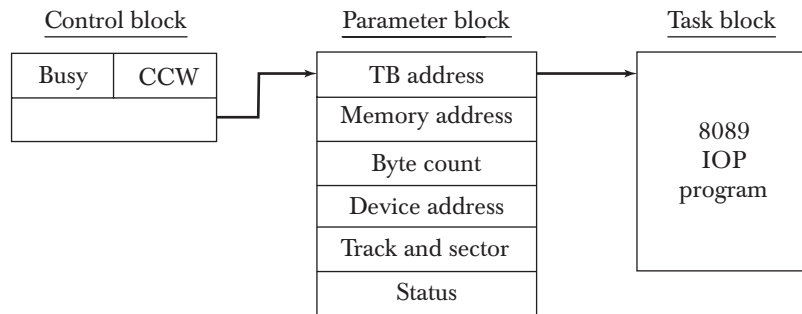 Control block
Parameter block
Task block
Busy
CCW
TB address
Memory address
Byte count
Device address
Track and sector
Status
8089
IOP
program